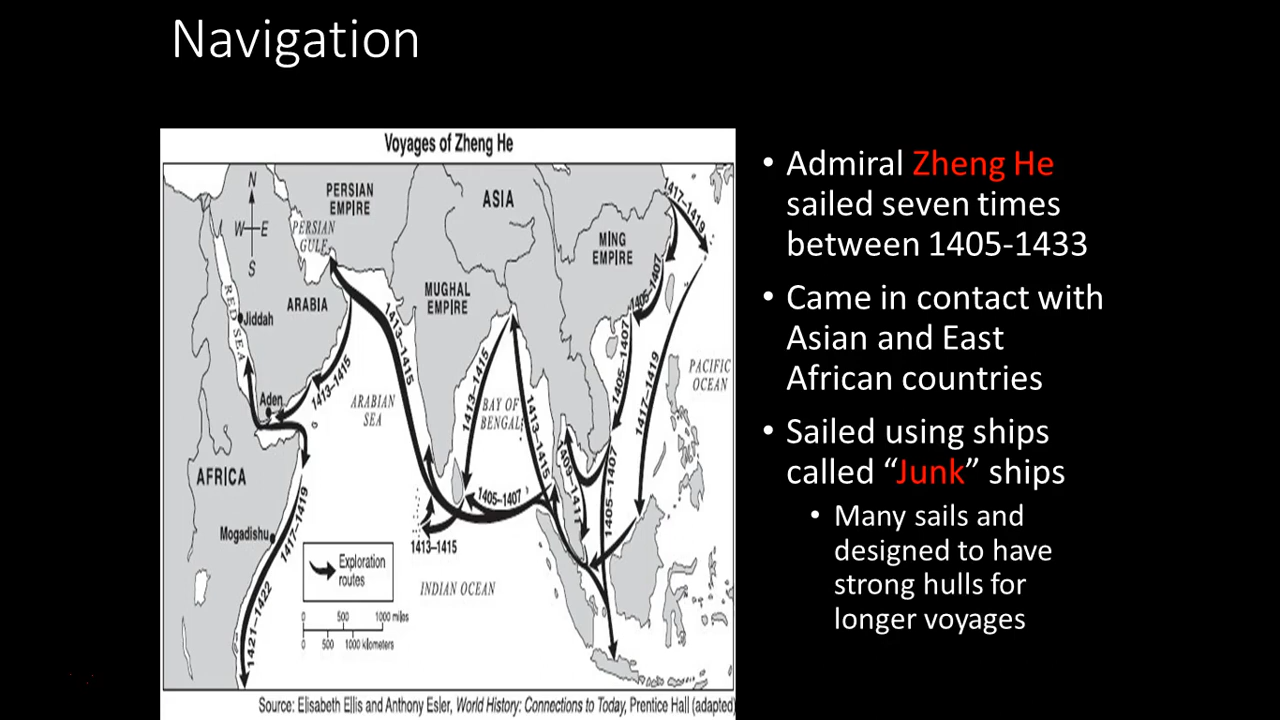 Navigation
Voyages of Zheng He
N
W E
S
PERSIAN
EMPIRE
ASIA
PERSIAN
GULF
MING
EMPIRE
1417–1419
RED SEA
Jiddah
ARABIA
MUGHAL
EMPIRE
1405–1407
1413–1415
1405–1407
1417–1419
PACIFIC
OCEAN
Aden
1413–1415
ARABIAN
SEA
1413–1415
BAY OF
BENGAL
1413–1415
AFRICA
1409–1411
1405–1407
1405–1407
Mogadishu
1417–1419
1413–1415
INDIAN OCEAN
1421–1422
Exploration
routes
0 500 1000 miles
0 500 1000 kilometers
Source: Elisabeth Ellis and Anthony Esler, World History: Connections to Today, Prentice Hall (adapted)
• Admiral Zheng He
sailed seven times
between 1405-1433
• Came in contact with
Asian and East
African countries
• Sailed using ships
called “Junk” ships
• Many sails and
designed to have
strong hulls for
longer voyages